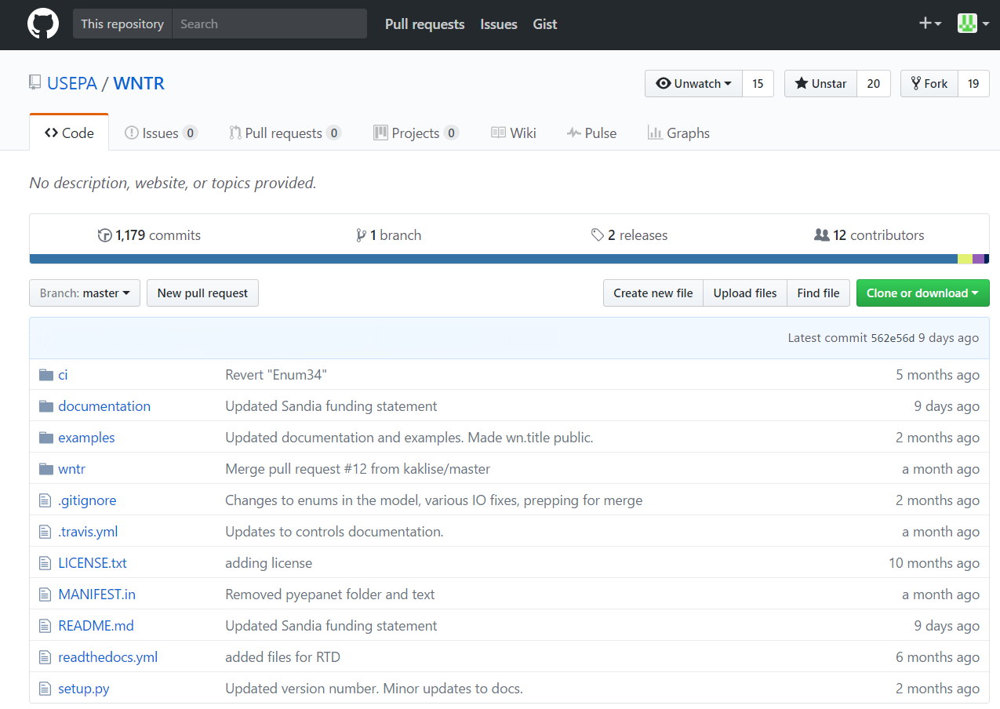 This repository Search Pull requests Issues Gist
USEPA / WNTR Unwatch 15 Unstar 20 Fork 19
Code Issues 0 Pull requests 0 Projects 0 Wiki Pulse Graphs
No description, website, or topics provided.
1,179 commits 1 branch 2 releases 12 contributors
Branch: master New pull request Create new file Upload files Find file Clone or download
Latest commit 562e56d 9 days ago
ci Revert "Enum34" 5 months ago
documentation Updated Sandia funding statement 9 days ago
examples Updated documentation and examples. Made wn.title public. 2 months ago
wntr Merge pull request #12 from kaklise/master a month ago
.gitignore Changes to enums in the model, various IO fixes, prepping for merge 2 months ago
.travis.yml Updates to controls documentation. a month ago
LICENSE.txt adding license 10 months ago
MANIFEST.in Removed pyepanet folder and text a month ago
README.md Updated Sandia funding statement 9 days ago
readthedocs.yml added files for RTD 6 months ago
setup.py Updated version number. Minor updates to docs. 2 months ago